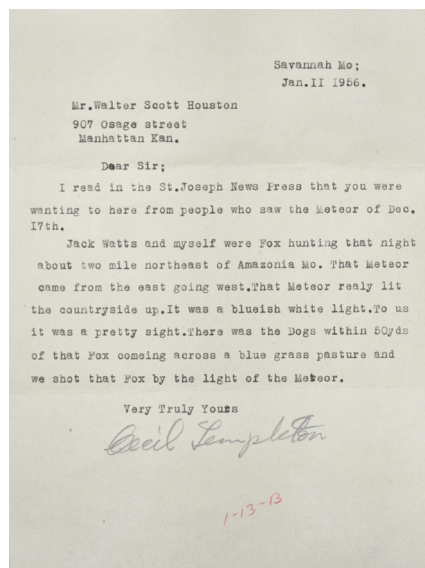 Savannah Mo;
Jan.II 1956.
Mr.Walter Scott Houston
907 Osage street
Manhattan Kan.
Dear Sir;
I read in the St.Joseph News Press that you were
wanting to here from people who saw the Meteor of Dec.
I7th.
Jack Watts and myself were Fox hunting that night
about two mile northeast of Amazonia Mo. That Meteor
came from the east going west.That Meteor realy lit
the countryside up.It was a blueish white light.To us
it was a pretty sight.There was the Dogs within 50yds
of that Fox comeing across a blue grass pasture and
we shot that Fox by the light of the Meteor.
Very Truly Yours
Cecil Templeton
1-13-B